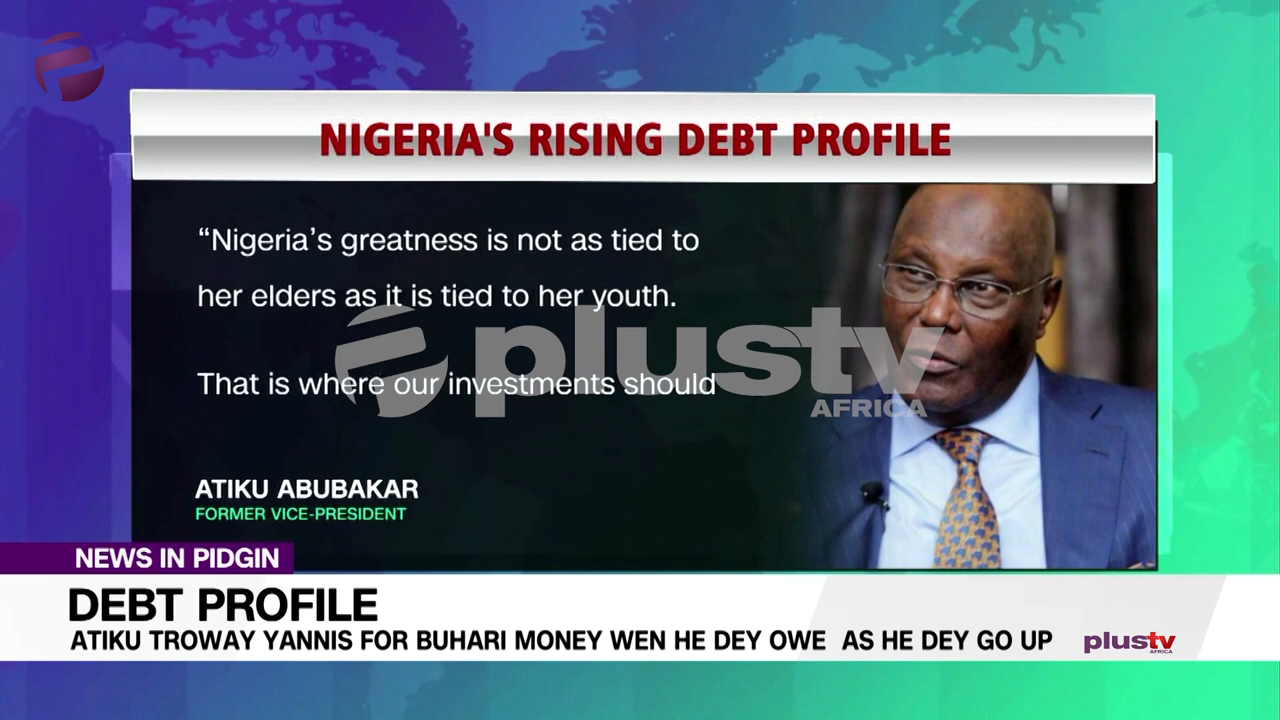 NIGERIA'S RISING DEBT PROFILE
“Nigeria’s greatness is not as tied to
her elders as it is tied to her youth.
That is where our investments should
plustv
AFRICA
ATIKU ABUBAKAR
FORMER VICE-PRESIDENT
NEWS IN PIDGIN
DEBT PROFILE
ATIKU TROWAY YANNIS FOR BUHARI MONEY WEN HE DEY OWE AS HE DEY GO UP
plustv
AFRICA